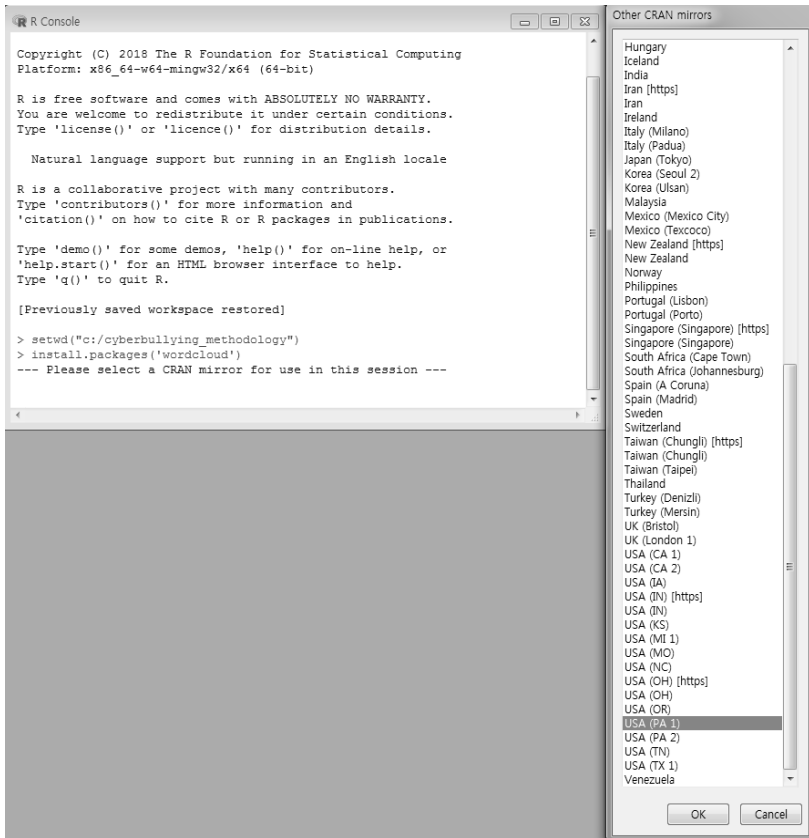 R Console
Copyright (C) 2018 The R Foundation for Statistical Computing
Platform: x86_64-w64-mingw32/x64 (64-bit)
R is free software and comes with ABSOLUTELY NO WARRANTY.
You are welcome to redistribute it under certain conditions.
Type 'license()' or 'licence()' for distribution details.
Natural language support but running in an English locale
R is a collaborative project with many contributors.
Type 'contributors()' for more information and
'citation()' on how to cite R or R packages in publications.
Type 'demo()' for some demos, 'help()' for on-line help, or
'help.start()' for an HTML browser interface to help.
Type 'q()' to quit R.
[Previously saved workspace restored]
> setwd("c:/cyberbullying_methodology")
> install.packages('wordcloud')
--- Please select a CRAN mirror for use in this session ---
Other CRAN mirrors
Hungary
Iceland
India
Iran [https]
Iran
Ireland
Italy (Milano)
Italy (Padua)
Japan (Tokyo)
Korea (Seoul 2)
Korea (Ulsan)
Malaysia
Mexico (Mexico City)
Mexico (Texcoco)
New Zealand [https]
New Zealand
Norway
Philippines
Portugal (Lisbon)
Portugal (Porto)
Singapore (Singapore) [https]
Singapore (Singapore)
South Africa (Cape Town)
South Africa (Johannesburg)
Spain (A Coruna)
Spain (Madrid)
Sweden
Switzerland
Taiwan (Chungli) [https]
Taiwan (Chungli)
Taiwan (Taipei)
Thailand
Turkey (Denizli)
Turkey (Mersin)
UK (Bristol)
UK (London 1)
USA (CA 1)
USA (CA 2)
USA (IA)
USA (IN) [https]
USA (IN)
USA (KS)
USA (MI 1)
USA (MO)
USA (NC)
USA (OH) [https]
USA (OH)
USA (OR)
USA (PA 1)
USA (PA 2)
USA (TN)
USA (TX 1)
Venezuela
OK
Cancel